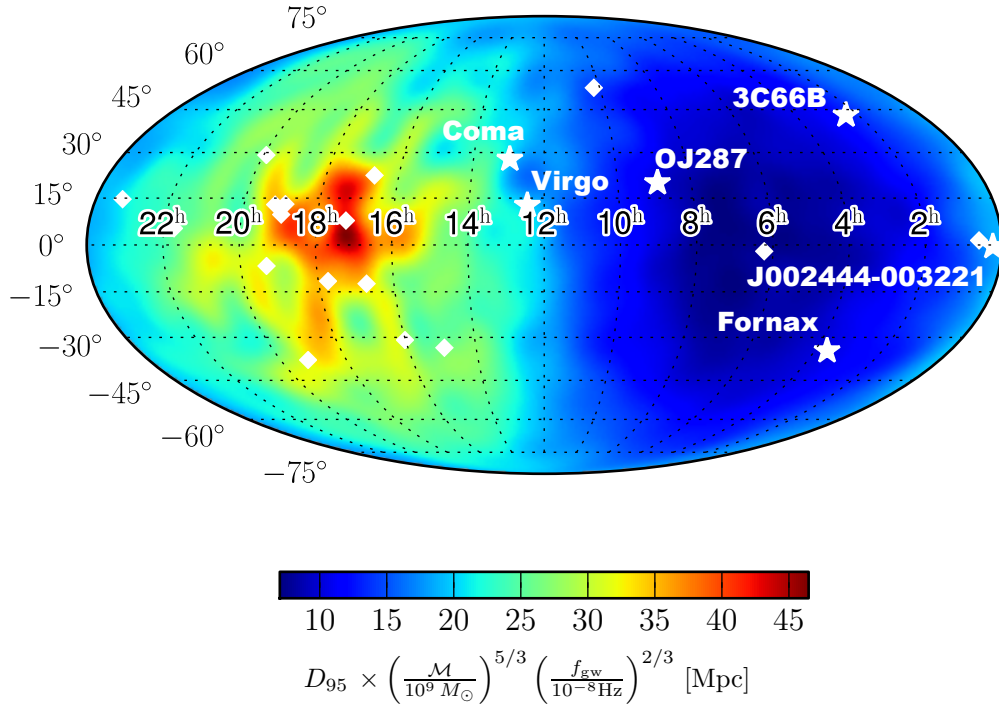 75°
60°
45°
30°
15°
0°
−15°
−30°
−45°
−60°
−75°
3C66B
Coma
OJ287
Virgo
22h 20h 18h 16h 14h 12h 10h 8h 6h 4h 2h
J002444-003221
Fornax
10 15 20 25 30 35 40 45
D₉₅ × (ℳ / 10⁹ M⊙)^5/3 (f_gw / 10⁻⁸Hz)^2/3 [Mpc]